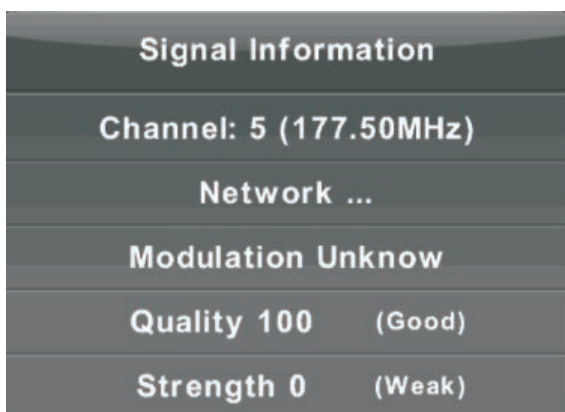 Signal Information
Channel: 5 (177.50MHz)
Network ...
Modulation Unknow
Quality 100 (Good)
Strength 0 (Weak)